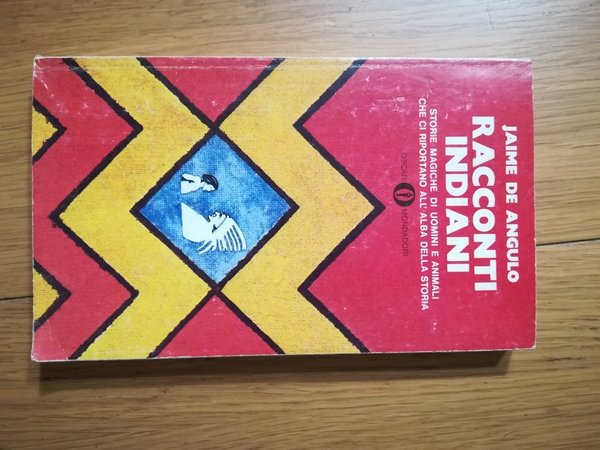 JAIME DE ANGULO
RACCONTI
INDIANI
STORIE MAGICHE DI UOMINI E ANIMALI
CHE CI RIPORTANO ALL'ALBA DELLA STORIA
OSCAR MONDADORI